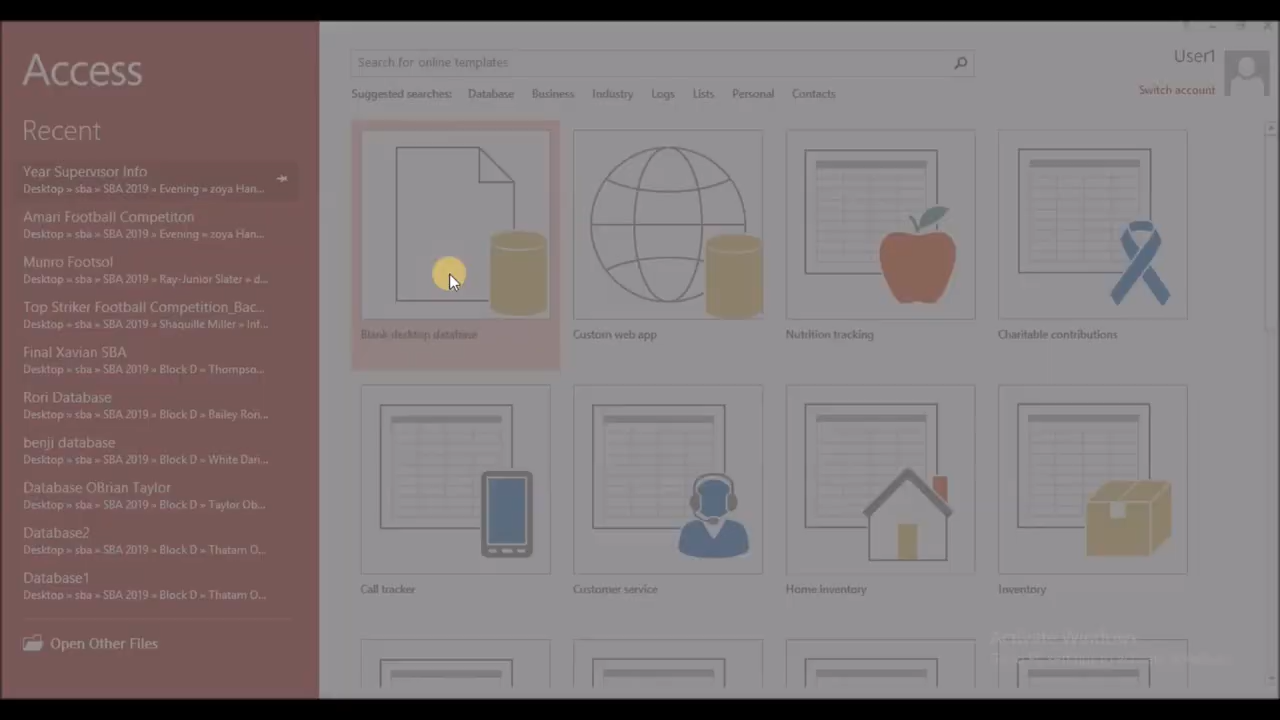 Access
Recent
Year Supervisor Info
Desktop » sba » SBA 2019 » Evening » zoya Han...
Aman Football Competiton
Desktop » sba » SBA 2019 » Evening » zoya Han...
Munro Footsol
Desktop » sba » SBA 2019 » Ray-Junior Slater » d...
Top Striker Football Competition_Bac...
Desktop » sba » SBA 2019 » Shaquille Miller » Inf...
Final Xavian SBA
Desktop » sba » SBA 2019 » Block D » Thompso...
Rori Database
Desktop » sba » SBA 2019 » Block D » Bailey Rori...
benji database
Desktop » sba » SBA 2019 » Block D » White Dari...
Database OBrian Taylor
Desktop » sba » SBA 2019 » Block D » Taylor Ob...
Database2
Desktop » sba » SBA 2019 » Block D » Thatam O...
Database1
Desktop » sba » SBA 2019 » Block D » Thatam O...
Open Other Files
Search for online templates
Suggested searches: Database Business Industry Logs Lists Personal Contacts
User1
Switch account
Blank desktop database
Custom web app
Nutrition tracking
Charitable contributions
Call tracker
Customer service
Home inventory
Inventory
Activate Windows